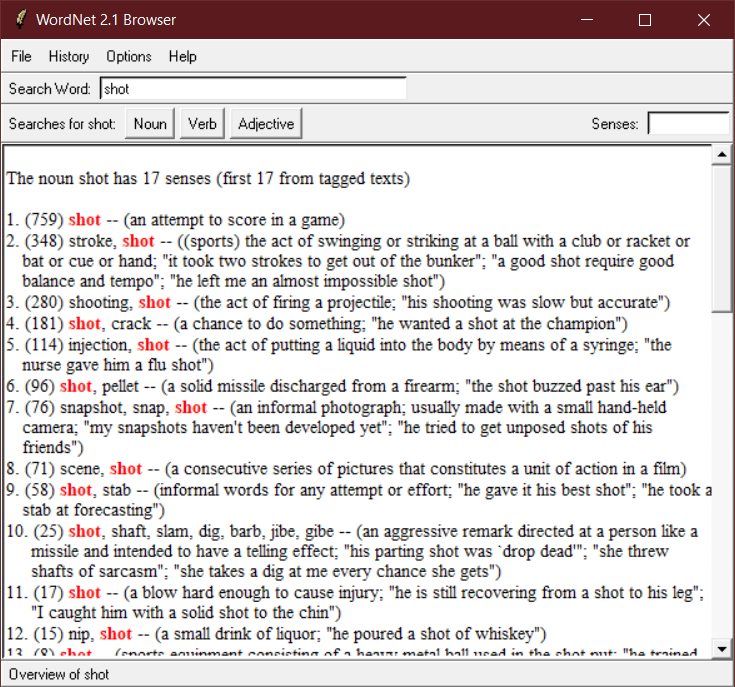 WordNet 2.1 Browser
File History Options Help
Search Word: shot
Searches for shot: Noun Verb Adjective Senses:
The noun shot has 17 senses (first 17 from tagged texts)
1. (759) shot -- (an attempt to score in a game)
2. (348) stroke, shot -- ((sports) the act of swinging or striking at a ball with a club or racket or
bat or cue or hand; "it took two strokes to get out of the bunker"; "a good shot require good
balance and tempo"; "he left me an almost impossible shot")
3. (280) shooting, shot -- (the act of firing a projectile; "his shooting was slow but accurate")
4. (181) shot, crack -- (a chance to do something; "he wanted a shot at the champion")
5. (114) injection, shot -- (the act of putting a liquid into the body by means of a syringe; "the
nurse gave him a flu shot")
6. (96) shot, pellet -- (a solid missile discharged from a firearm; "the shot buzzed past his ear")
7. (76) snapshot, snap, shot -- (an informal photograph; usually made with a small hand-held
camera; "my snapshots haven't been developed yet"; "he tried to get unposed shots of his
friends")
8. (71) scene, shot -- (a consecutive series of pictures that constitutes a unit of action in a film)
9. (58) shot, stab -- (informal words for any attempt or effort; "he gave it his best shot"; "he took a
stab at forecasting")
10. (25) shot, shaft, slam, dig, barb, jibe, gibe -- (an aggressive remark directed at a person like a
missile and intended to have a telling effect; "his parting shot was `drop dead'"; "she threw
shafts of sarcasm"; "she takes a dig at me every chance she gets")
11. (17) shot -- (a blow hard enough to cause injury; "he is still recovering from a shot to his leg";
"I caught him with a solid shot to the chin")
12. (15) nip, shot -- (a small drink of liquor; "he poured a shot of whiskey")
13. (8) shot -- (sports equipment consisting of a heavy metal ball used in the shot put; "he trained
Overview of shot